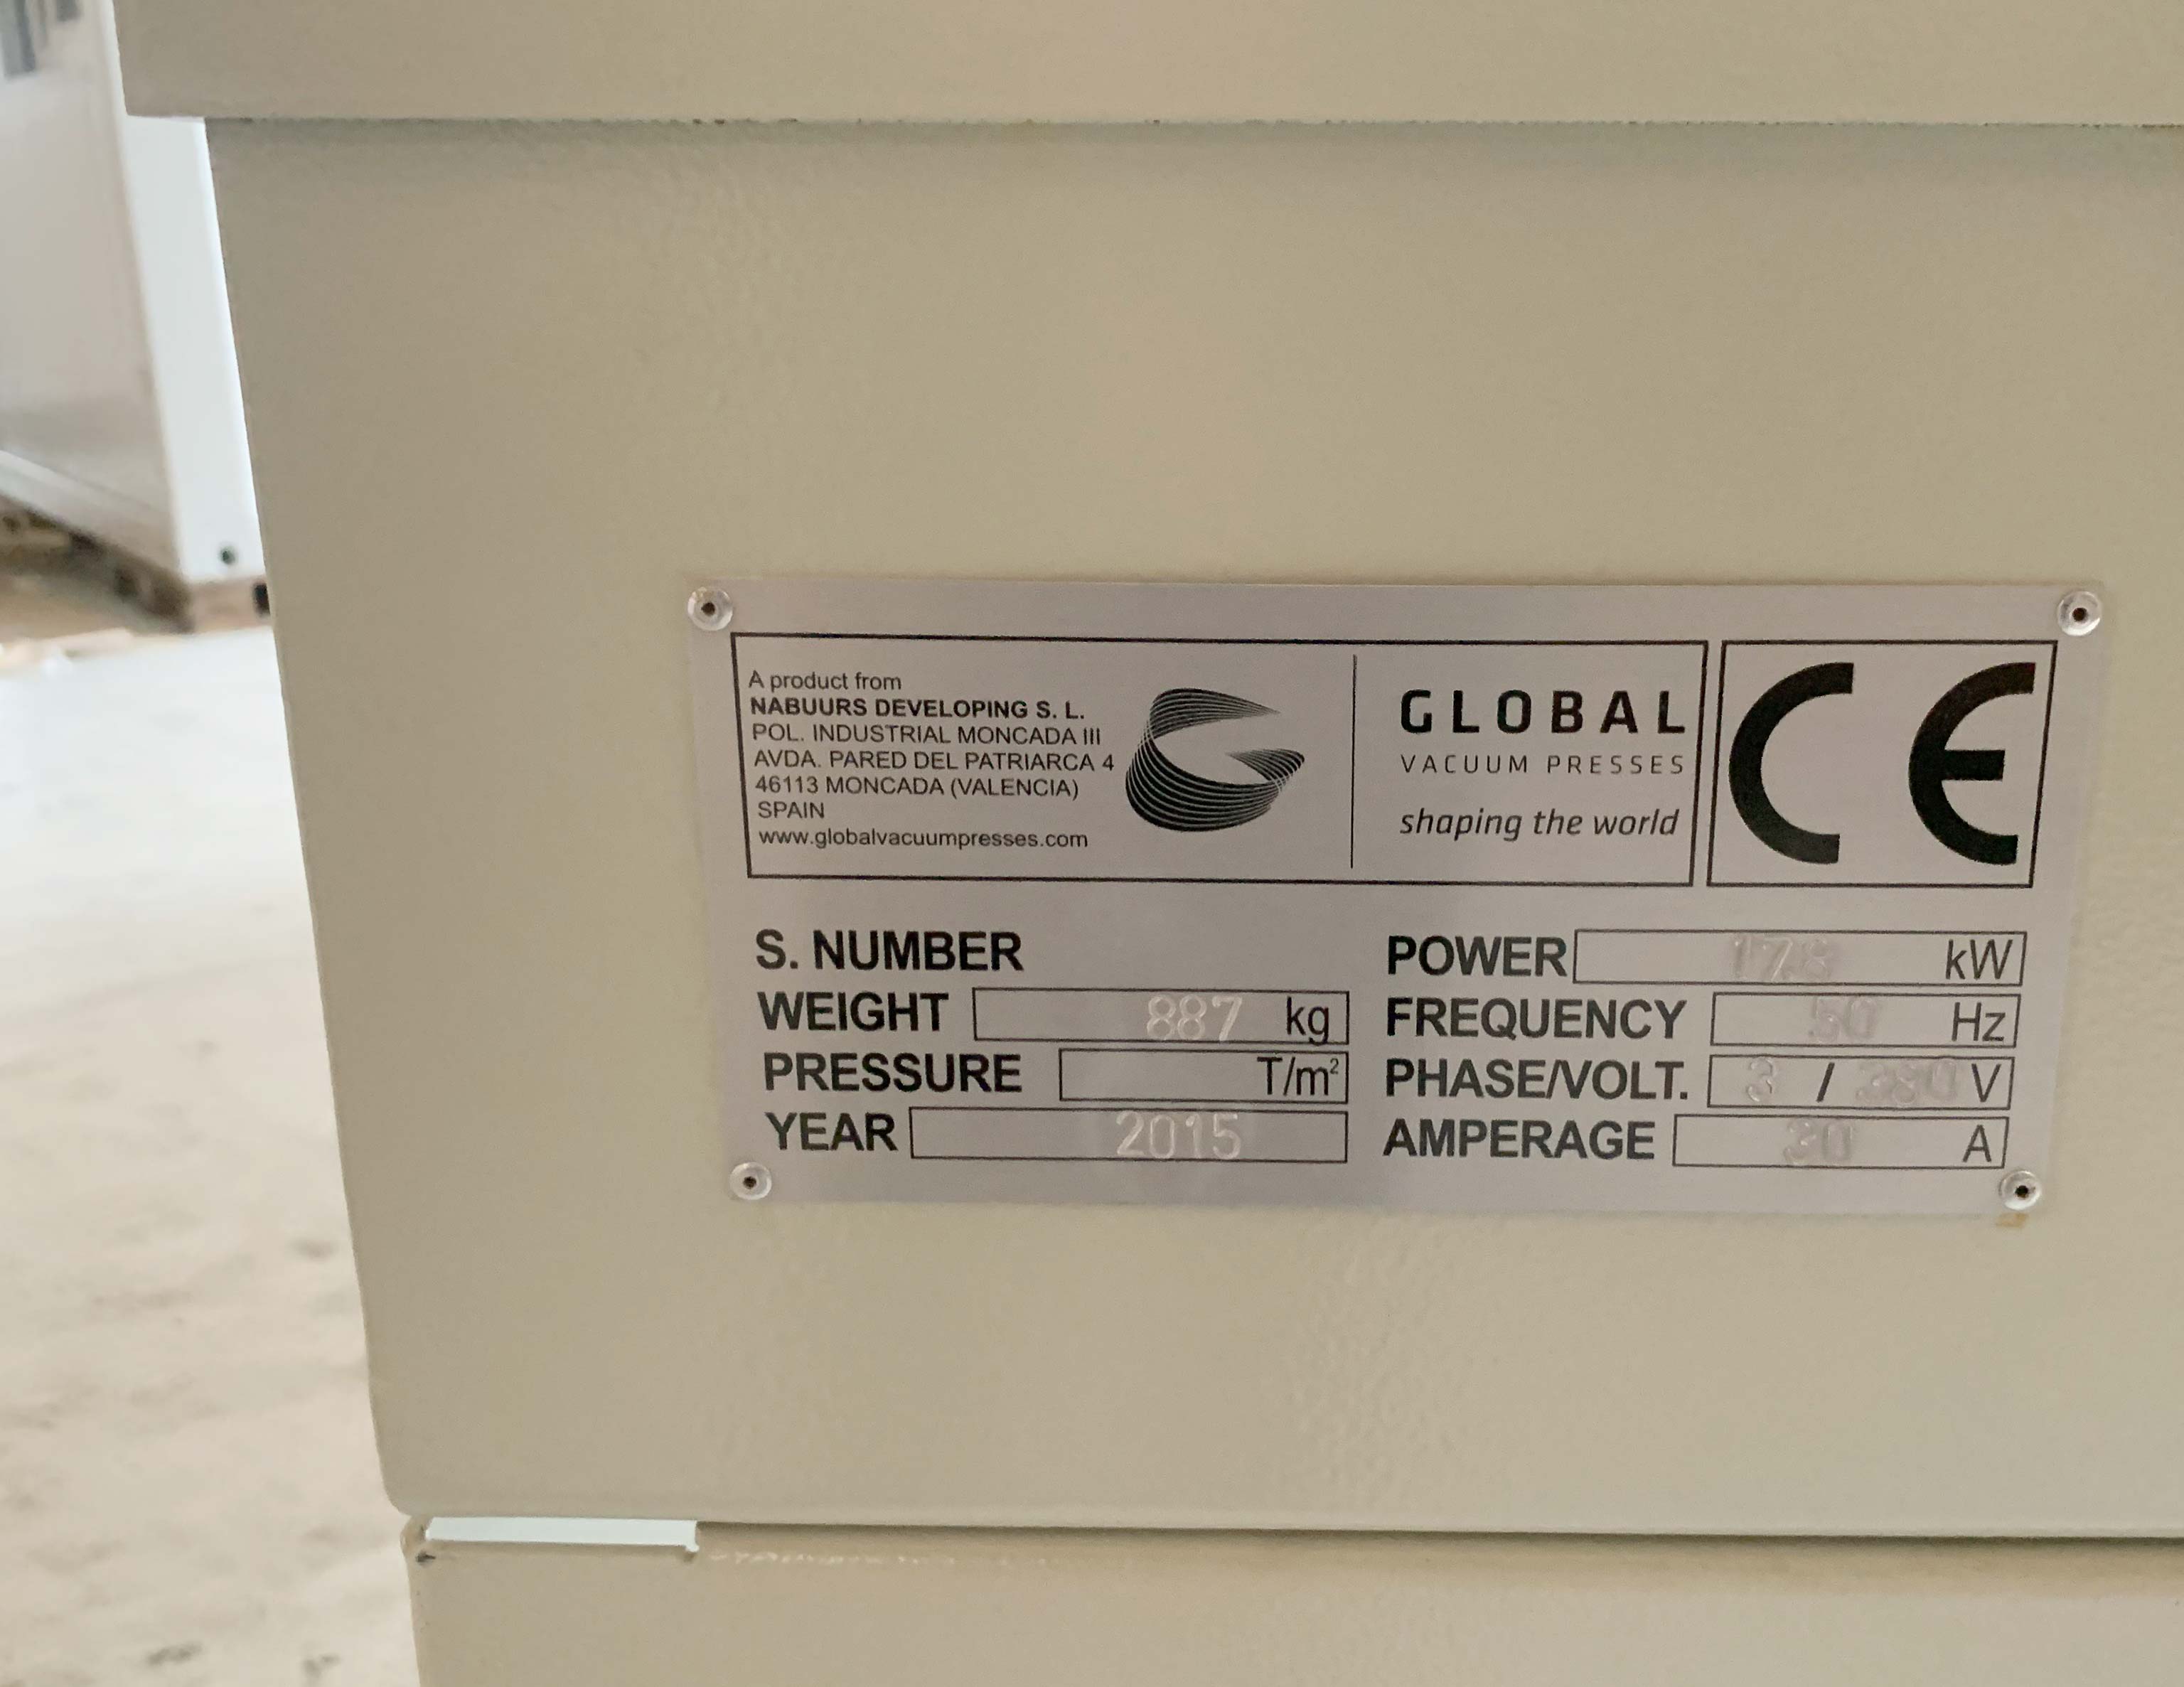 A product from
NABUURS DEVELOPING S. L.
POL. INDUSTRIAL MONCADA III
AVDA. PARED DEL PATRIARCA 4
46113 MONCADA (VALENCIA)
SPAIN
www.globalvacuumpresses.com
GLOBAL
VACUUM PRESSES
shaping the world
CE
S. NUMBER
WEIGHT 887 kg
PRESSURE T/m²
YEAR 2015
POWER kW
FREQUENCY 50 Hz
PHASE/VOLT. 3 / 380 V
AMPERAGE 30 A